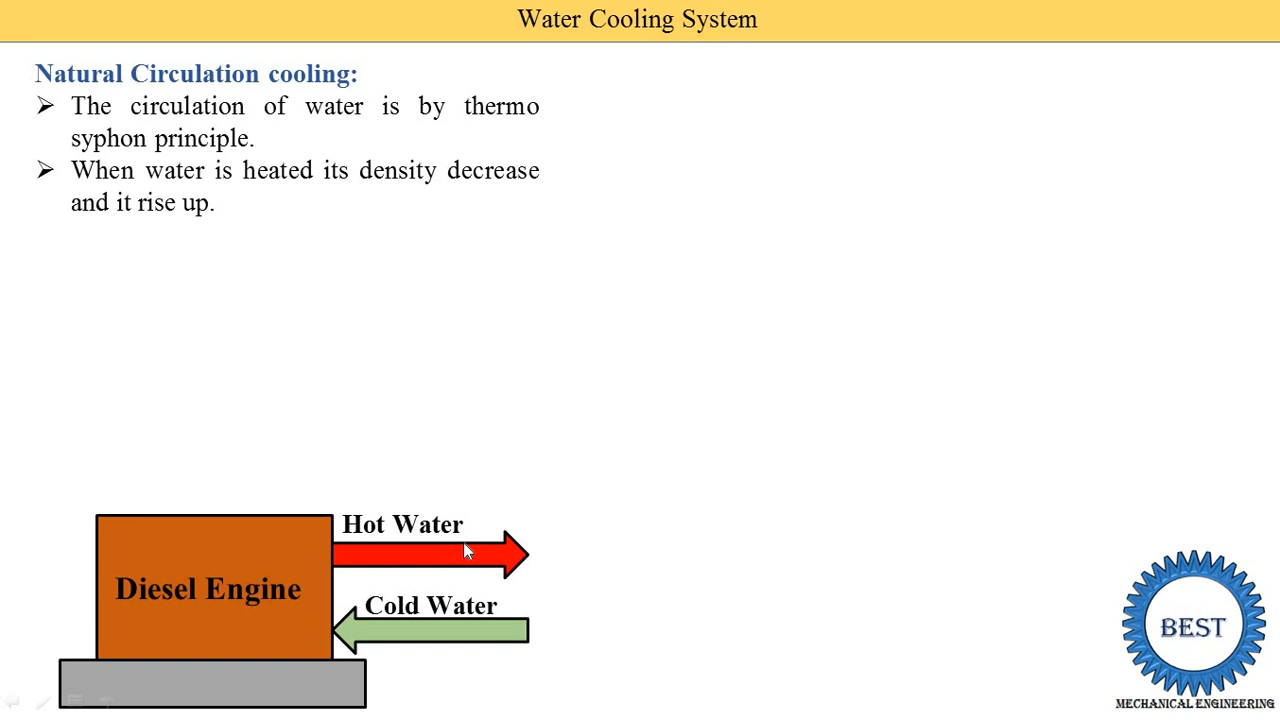 Water Cooling System
Natural Circulation cooling:
The circulation of water is by thermo
syphon principle.
When water is heated its density decrease
and it rise up.
Hot Water
Diesel Engine
Cold Water
BEST
MECHANICAL ENGINEERING